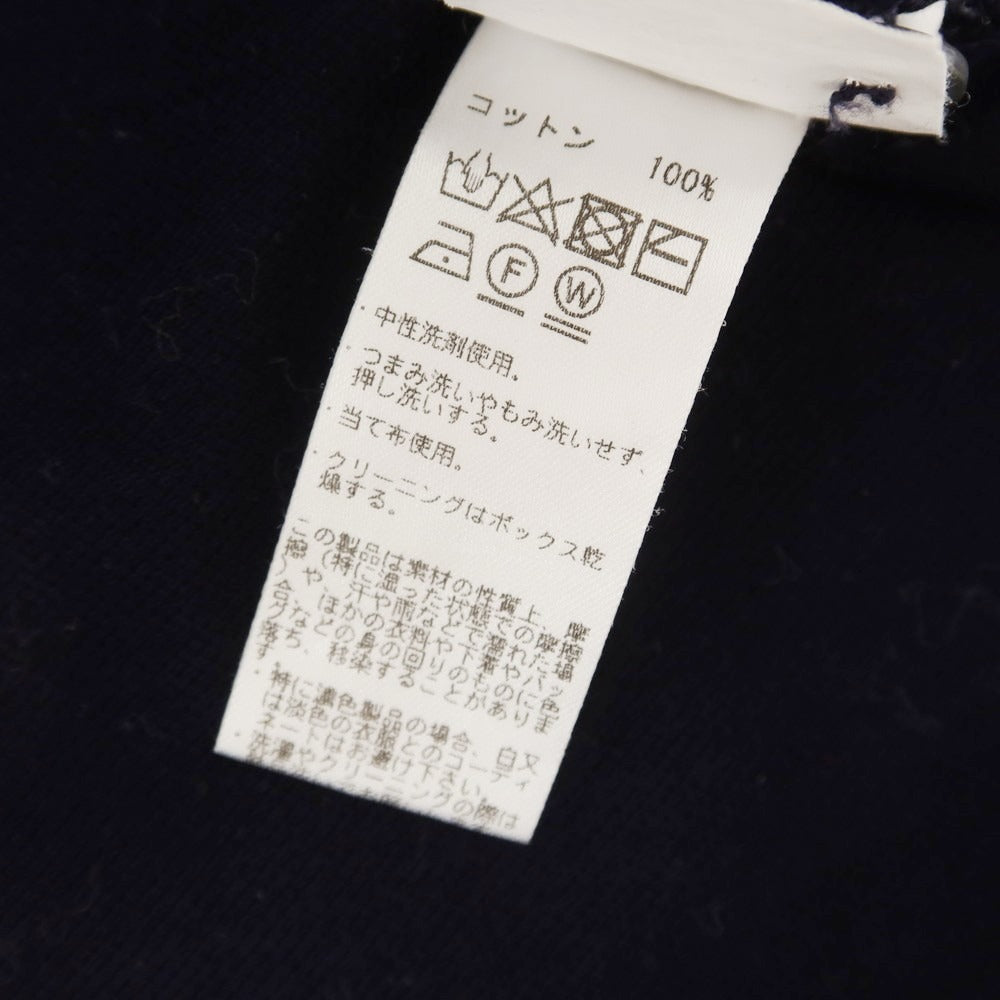 コットン 100%
F W
・中性洗剤使用。
・つまみ洗いやもみ洗いせず、
押し洗いする。
・当て布使用。
・クリーニングはボックス乾
燥する。
この製品は素材の性質上、摩
擦(特に湿った状態での摩擦
や、汗や雨などで濡れた場
合)、ほかの衣料や下着やバッ
グなどの身回りのものに色
落ち、移染することがありま
す
・特に濃色製品の場合、白又
は淡色の衣服とのコーディ
ネートはお避け下さい。
・洗濯やクリーニングの際は